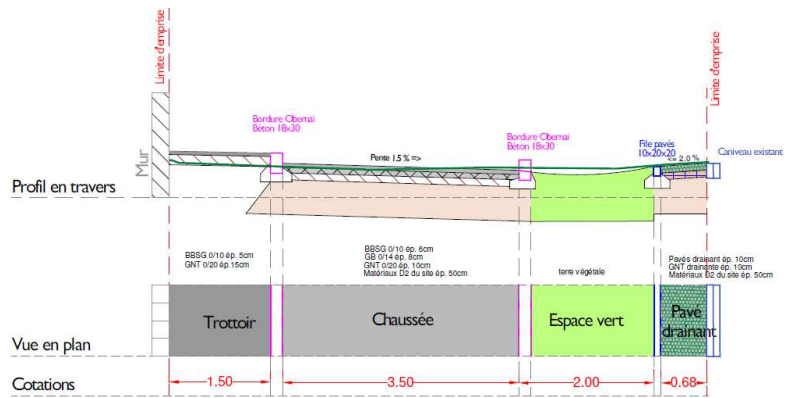 Limite d'emprise
Limite d'emprise
Bordure Obernai
Béton 18x30
Bordure Obernai
Béton 18x30
File pavés
10x20x20
<= 2.0 %
Caniveau existant
Mur
Pente 1.5 % =>
Profil en travers
BBSG 0/10 ép. 5cm
GNT 0/20 ép.15cm
BBSG 0/10 ép. 6cm
GB 0/14 ép. 8cm
GNT 0/20 ép. 10cm
Matériaux D2 du site ép. 50cm
terre végétale
Pavés drainant ép. 10cm
GNT drainante ép. 10cm
Matériaux D2 du site ép. 50cm
Trottoir
Chaussée
Espace vert
Pavé
drainant
Vue en plan
Cotations
1.50
3.50
2.00
0.68